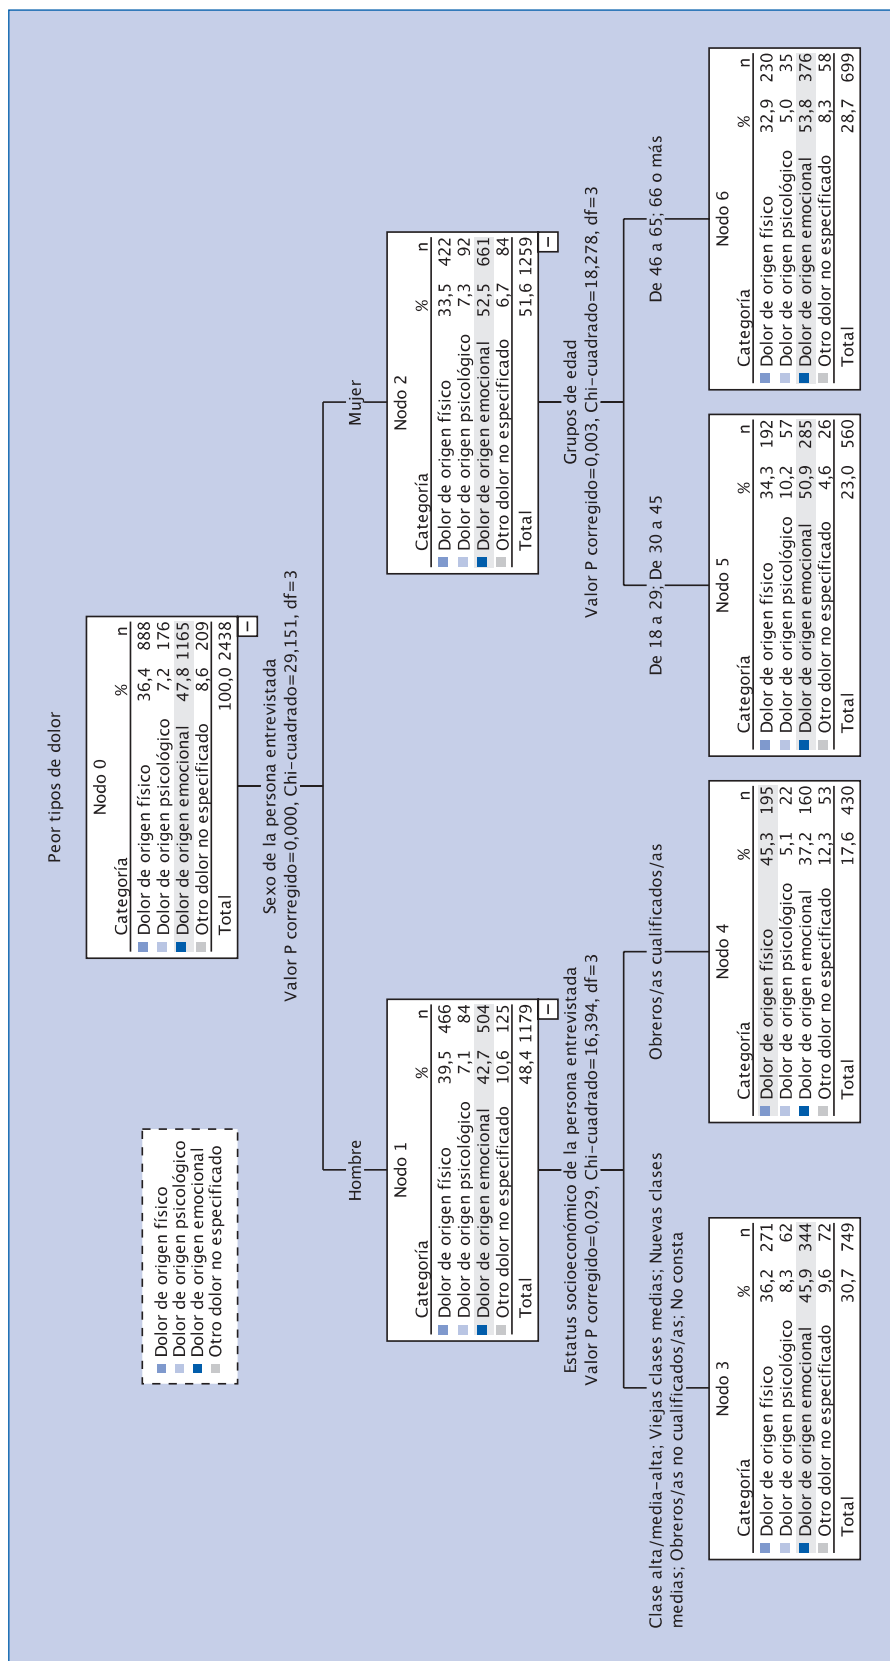 Peor tipos de dolor
Dolor de origen físico
Dolor de origen psicológico
Dolor de origen emocional
Otro dolor no especificado
Nodo 0
Categoría % n
Dolor de origen físico 36,4 888
Dolor de origen psicológico 7,2 176
Dolor de origen emocional 47,8 1165
Otro dolor no especificado 8,6 209
Total 100,0 2438
Sexo de la persona entrevistada
Valor P corregido=0,000, Chi-cuadrado=29,151, df=3
Hombre
Mujer
Nodo 1
Categoría % n
Dolor de origen físico 39,5 466
Dolor de origen psicológico 7,1 84
Dolor de origen emocional 42,7 504
Otro dolor no especificado 10,6 125
Total 48,4 1179
Nodo 2
Categoría % n
Dolor de origen físico 33,5 422
Dolor de origen psicológico 7,3 92
Dolor de origen emocional 52,5 661
Otro dolor no especificado 6,7 84
Total 51,6 1259
Estatus socioeconómico de la persona entrevistada
Valor P corregido=0,029, Chi-cuadrado=16,394, df=3
Grupos de edad
Valor P corregido=0,003, Chi-cuadrado=18,278, df=3
Clase alta/media-alta; Viejas clases medias; Nuevas clases
medias; Obreros/as no cualificados/as; No consta
Obreros/as cualificados/as
De 18 a 29; De 30 a 45
De 46 a 65; 66 o más
Nodo 3
Categoría % n
Dolor de origen físico 36,2 271
Dolor de origen psicológico 8,3 62
Dolor de origen emocional 45,9 344
Otro dolor no especificado 9,6 72
Total 30,7 749
Nodo 4
Categoría % n
Dolor de origen físico 45,3 195
Dolor de origen psicológico 5,1 22
Dolor de origen emocional 37,2 160
Otro dolor no especificado 12,3 53
Total 17,6 430
Nodo 5
Categoría % n
Dolor de origen físico 34,3 192
Dolor de origen psicológico 10,2 57
Dolor de origen emocional 50,9 285
Otro dolor no especificado 4,6 26
Total 23,0 560
Nodo 6
Categoría % n
Dolor de origen físico 32,9 230
Dolor de origen psicológico 5,0 35
Dolor de origen emocional 53,8 376
Otro dolor no especificado 8,3 58
Total 28,7 699